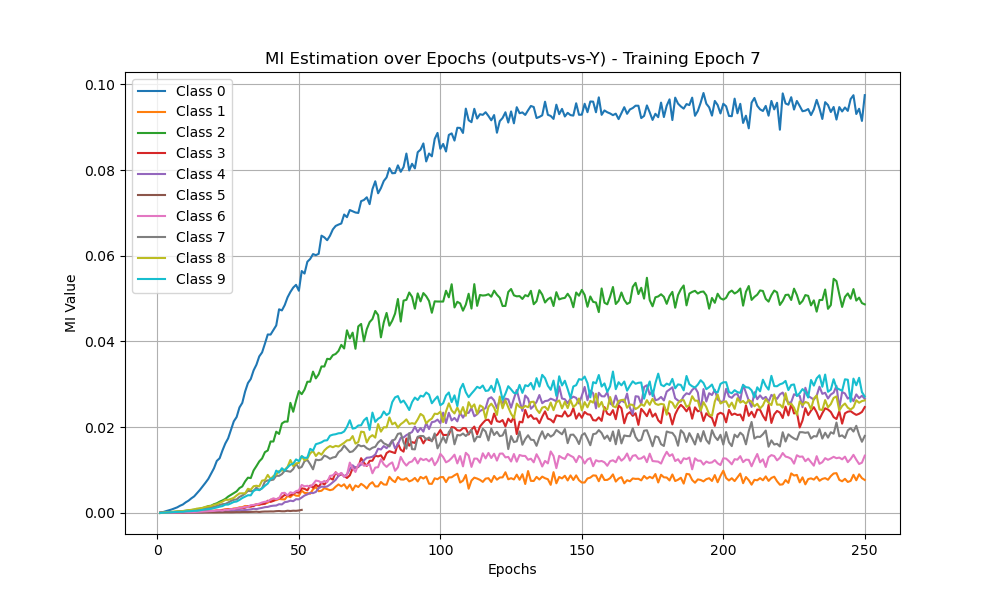 MI Estimation over Epochs (outputs-vs-Y) - Training Epoch 7
0.10
0.08
0.06
0.04
0.02
0.00
MI Value
Class 0
Class 1
Class 2
Class 3
Class 4
Class 5
Class 6
Class 7
Class 8
Class 9
0
50
100
150
200
250
Epochs